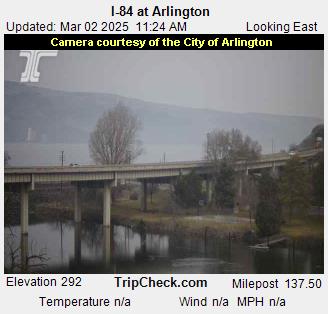 I-84 at Arlington
Updated: Mar 02 2025 11:24 AM Looking East
Camera courtesy of the City of Arlington
Elevation 292 TripCheck.com Milepost 137.50
Temperature n/a Wind n/a MPH n/a